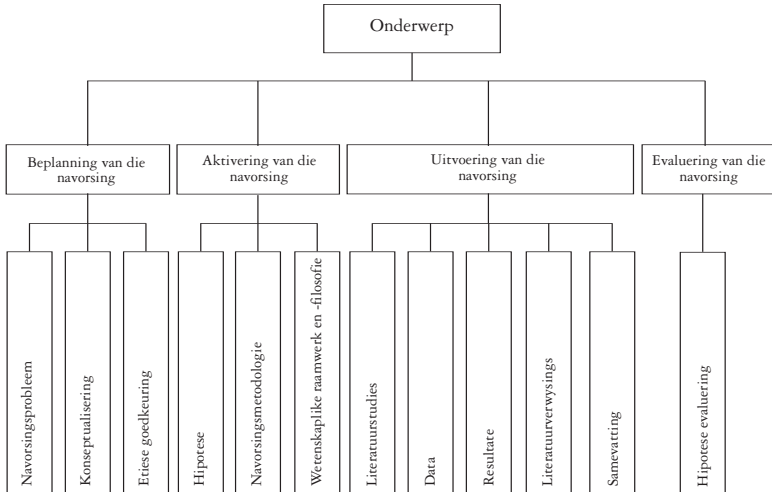 Onderwerp
Beplanning van die
navorsing
Aktivering van die
navorsing
Uitvoering van die
navorsing
Evaluering van die
navorsing
Navorsingsprobleem
Konseptualisering
Etiese goedkeuring
Hipotese
Navorsingsmetodologie
Wetenskaplike raamwerk en -filosofie
Literatuurstudies
Data
Resultate
Literatuurverwysings
Samevatting
Hipotese evaluering